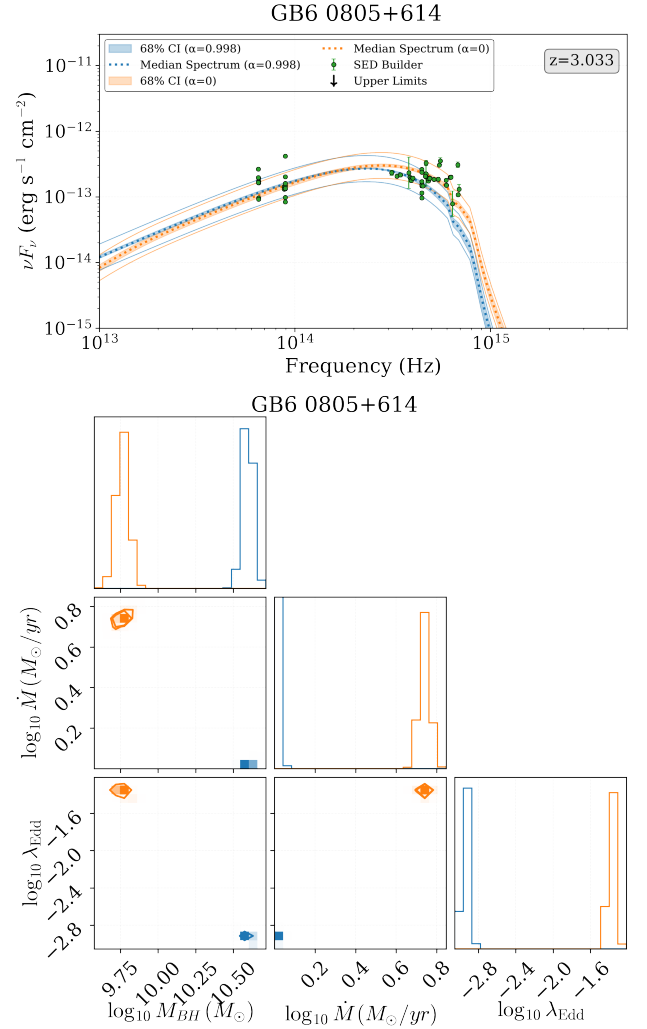 GB6 0805+614
68% CI (α=0.998)
Median Spectrum (α=0.998)
68% CI (α=0)
Median Spectrum (α=0)
SED Builder
Upper Limits
z=3.033
νFν (erg s⁻¹ cm⁻²)
10⁻¹¹
10⁻¹²
10⁻¹³
10⁻¹⁴
10⁻¹⁵
10¹³ 10¹⁴ 10¹⁵
Frequency (Hz)
GB6 0805+614
log₁₀ Ṁ (M⊙/yr)
0.8
0.6
0.4
0.2
log₁₀ λEdd
−1.6
−2.0
−2.4
−2.8
9.75 10.00 10.25 10.50
0.2 0.4 0.6 0.8
−2.8 −2.4 −2.0 −1.6
log₁₀ MBH (M⊙)
log₁₀ Ṁ (M⊙/yr)
log₁₀ λEdd